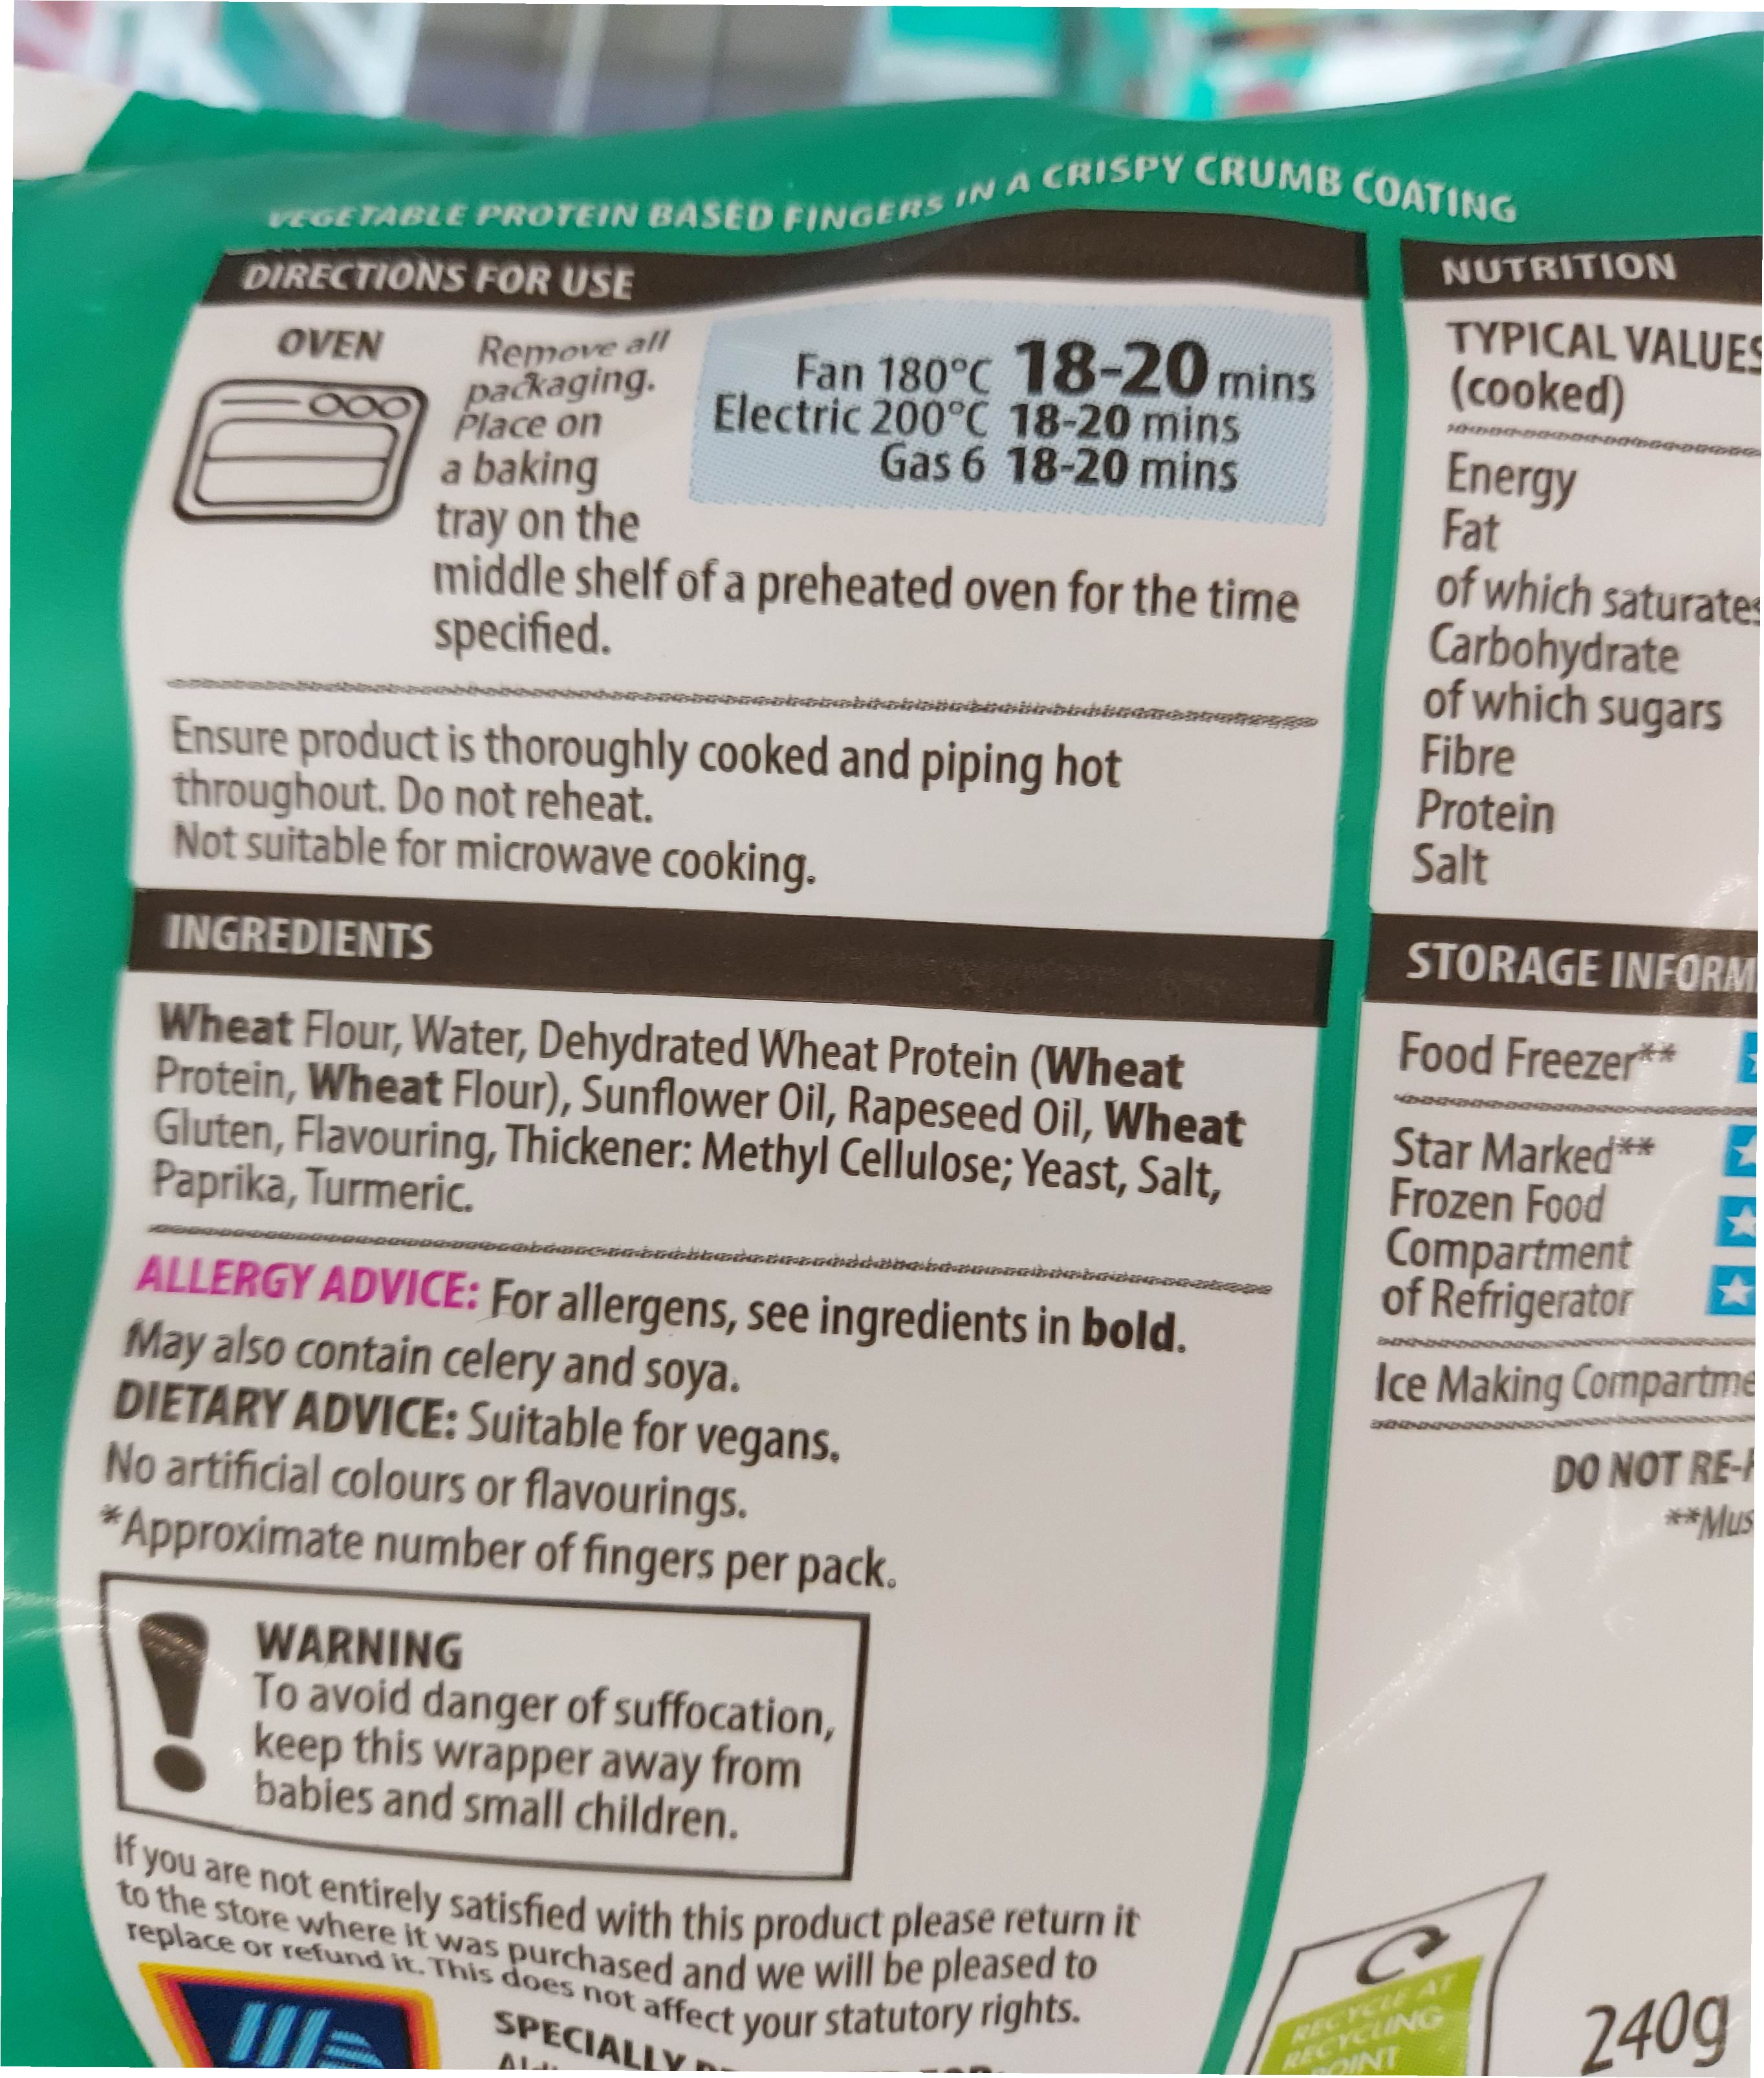 VEGETABLE PROTEIN BASED FINGERS IN A CRISPY CRUMB COATING
DIRECTIONS FOR USE
OVEN
Remove all
packaging.
Place on
a baking
tray on the
middle shelf of a preheated oven for the time
specified.
Fan 180°C 18-20 mins
Electric 200°C 18-20 mins
Gas 6 18-20 mins
Ensure product is thoroughly cooked and piping hot
throughout. Do not reheat.
Not suitable for microwave cooking.
INGREDIENTS
Wheat Flour, Water, Dehydrated Wheat Protein (Wheat
Protein, Wheat Flour), Sunflower Oil, Rapeseed Oil, Wheat
Gluten, Flavouring, Thickener: Methyl Cellulose; Yeast, Salt,
Paprika, Turmeric.
ALLERGY ADVICE: For allergens, see ingredients in bold.
May also contain celery and soya.
DIETARY ADVICE: Suitable for vegans.
No artificial colours or flavourings.
*Approximate number of fingers per pack.
WARNING
To avoid danger of suffocation,
keep this wrapper away from
babies and small children.
If you are not entirely satisfied with this product please return it
to the store where it was purchased and we will be pleased to
replace or refund it. This does not affect your statutory rights.
SPECIALLY
NUTRITION
TYPICAL VALUES
(cooked)
Energy
Fat
of which saturates
Carbohydrate
of which sugars
Fibre
Protein
Salt
STORAGE INFORM
Food Freezer**
Star Marked**
Frozen Food
Compartment
of Refrigerator
Ice Making Compartme
DO NOT RE-
**Mus
RECYCLE AT
RECYCLING
POINT
240g